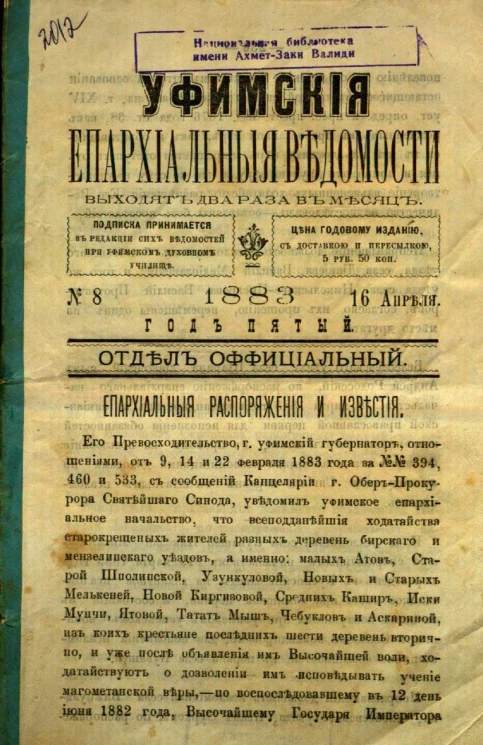 2012
Национальная библиотека
имени Ахмет-Заки Валиди
УФИМСКІЯ
ЕПАРХІАЛЬНЫЯ ВѢДОМОСТИ
ВЫХОДЯТЪ ДВА РАЗА ВЪ МѢСЯЦЪ.
ПОДПИСКА ПРИНИМАЕТСЯ
ВЪ РЕДАКЦІИ СИХЪ ВѢДОМОСТЕЙ
ПРИ УФИМСКОМЪ ДУХОВНОМЪ
УЧИЛИЩѢ.
ЦѢНА ГОДОВОМУ ИЗДАНІЮ,
СЪ ДОСТАВКОЮ И ПЕРЕСЫЛКОЮ,
5 РУБ. 50 КОП.
№ 8 1883 16 АПРѢЛЯ.
ГОДЪ ПЯТЫЙ.
ОТДѢЛЪ ОФФИЦІАЛЬНЫЙ.
ЕПАРХІАЛЬНЫЯ РАСПОРЯЖЕНІЯ И ИЗВѢСТІЯ.
Его Превосходительство, г. уфимскій губернаторъ, отно-
шеніями, отъ 9, 14 и 22 февраля 1883 года за №№ 394,
460 и 533, съ сообщеній Канцеляріи г. Оберъ-Проку-
рора Святѣйшаго Синода, увѣдомилъ уфимское епархі-
альное начальство, что всеподданѣйшія ходатайства
старокрещеныхъ жителей разныхъ деревень бирскаго и
мензелинскаго уѣздовъ, а именно: малыхъ Атовъ, Ста-
рой Шполинской, Узункуловой, Новыхъ и Старыхъ
Мелькеней, Новой Киргизовой, Среднихъ Каширъ, Иски
Мунчи, Ятовой, Тататъ Мышъ, Чебукловъ и Аскариной,
изъ коихъ крестьяне послѣднихъ шести деревень вторич-
но, и уже послѣ объявленія имъ Высочайшей воли, хо-
датайствуютъ о дозволеніи имъ исповѣдывать ученіе
магометанской вѣры,—по воспослѣдовавшему въ 12 день
іюня 1882 года, Высочайшему Государя Императора